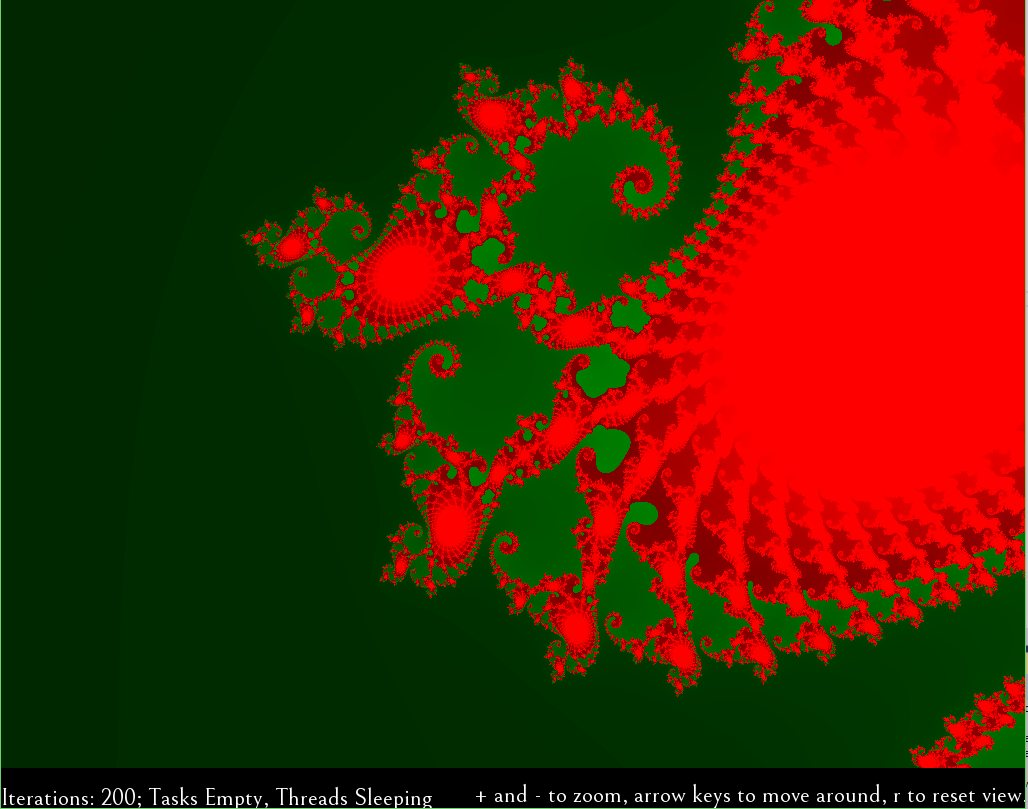 Iterations: 200; Tasks Empty, Threads Sleeping
+ and - to zoom, arrow keys to move around, r to reset view